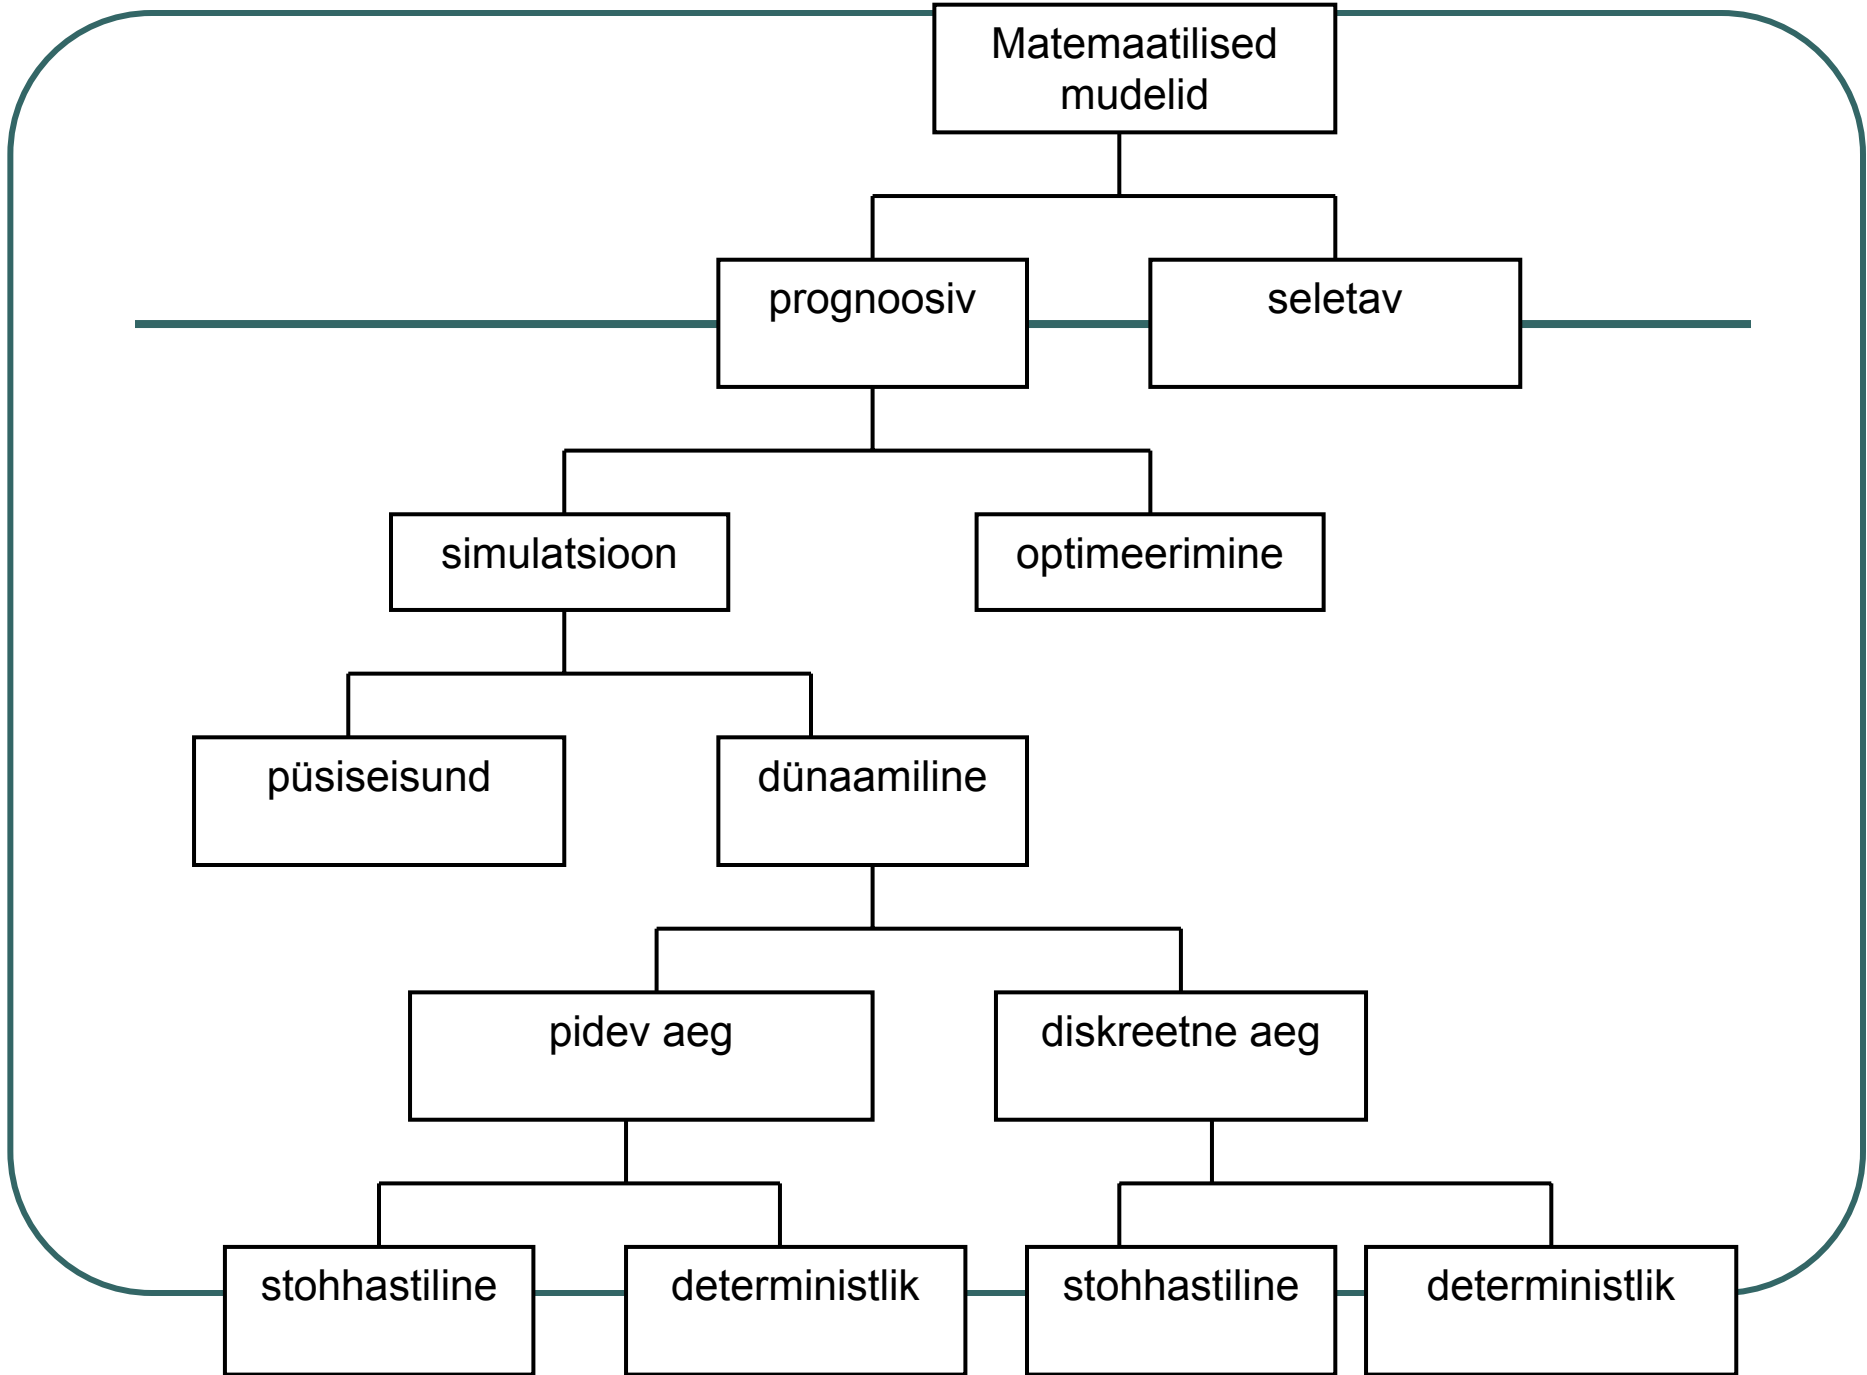 Matemaatilised
mudelid
prognoosiv
seletav
simulatsioon
optimeerimine
püsiseisund
dünaamiline
pidev aeg
diskreetne aeg
stohhastiline
deterministlik
stohhastiline
deterministlik